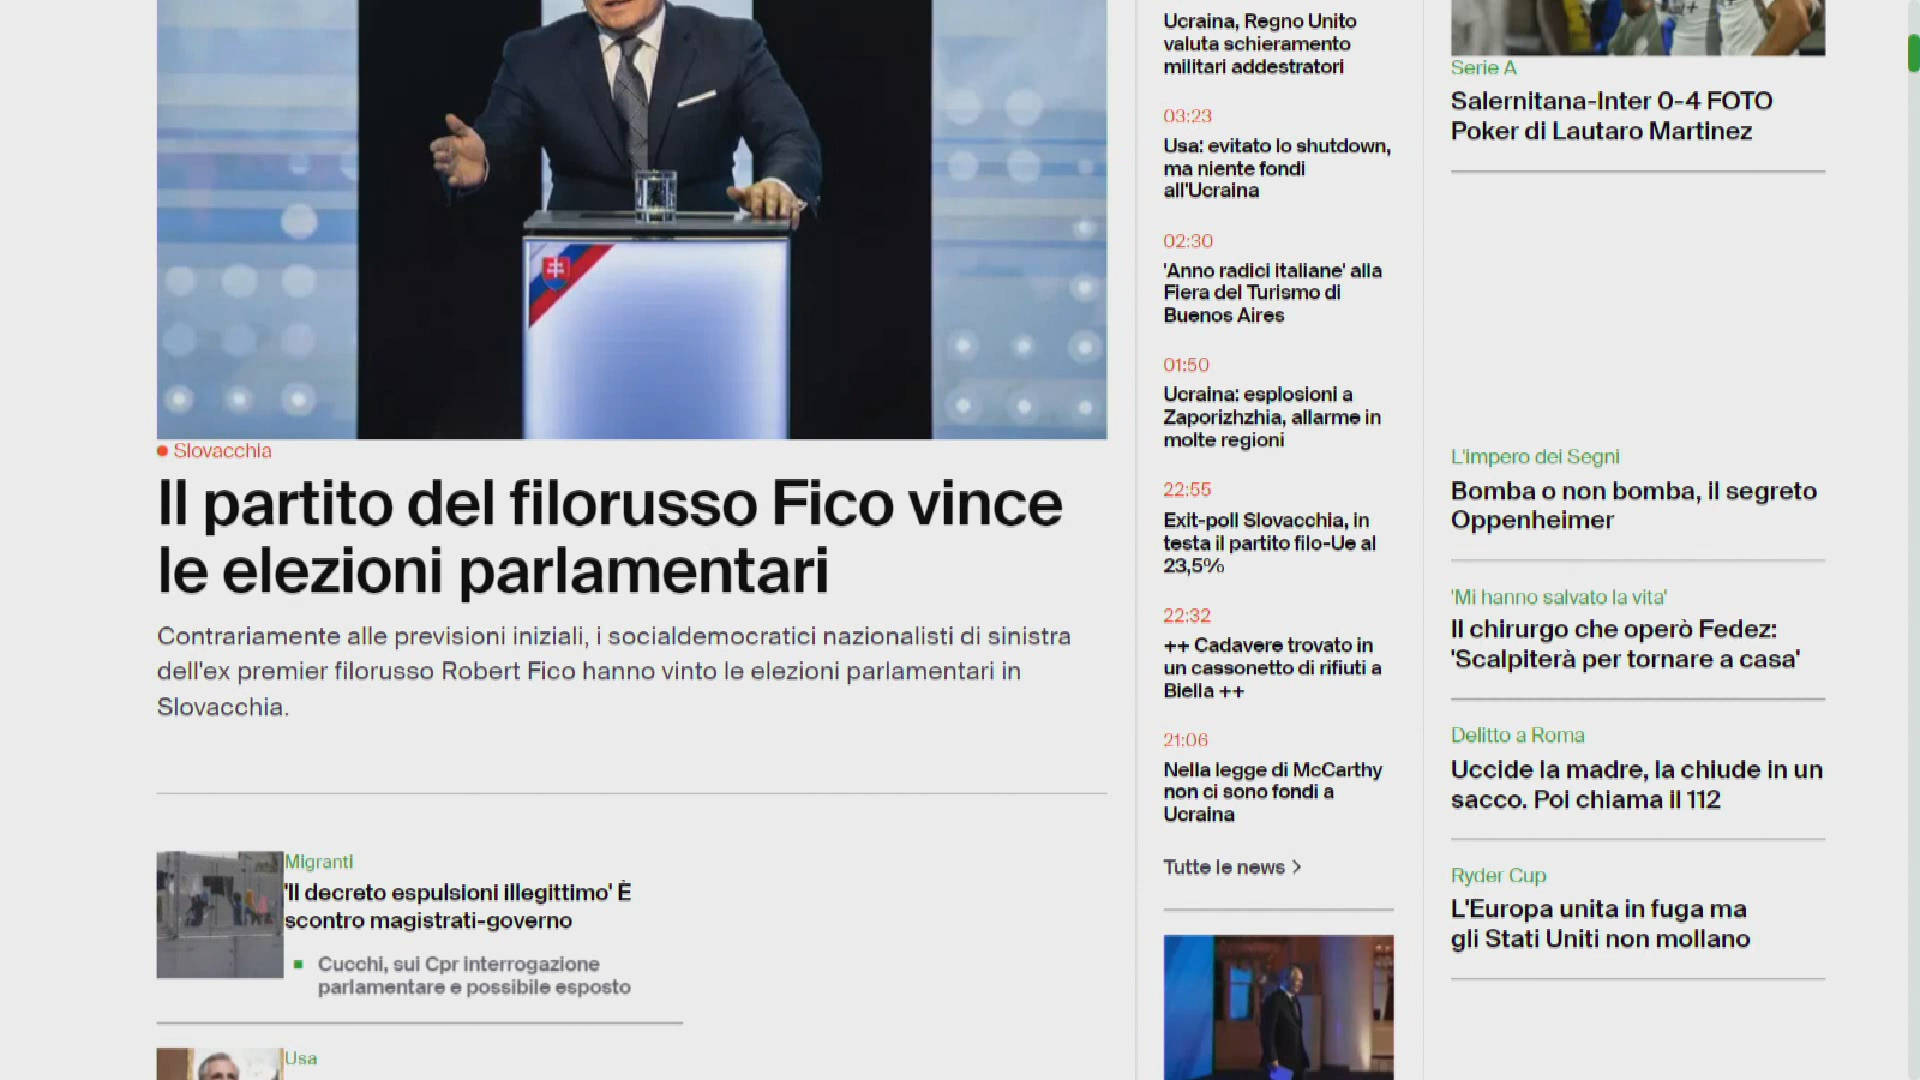 Slovacchia
Il partito del filorusso Fico vince
le elezioni parlamentari
Contrariamente alle previsioni iniziali, i socialdemocratici nazionalisti di sinistra
dell'ex premier filorusso Robert Fico hanno vinto le elezioni parlamentari in
Slovacchia.
Migranti
'Il decreto espulsioni illegittimo' È
scontro magistrati-governo
Cucchi, sui Cpr interrogazione
parlamentare e possibile esposto
Usa
Ucraina, Regno Unito
valuta schieramento
militari addestratori
03:23
Usa: evitato lo shutdown,
ma niente fondi
all'Ucraina
02:30
'Anno radici italiane' alla
Fiera del Turismo di
Buenos Aires
01:50
Ucraina: esplosioni a
Zaporizhzhia, allarme in
molte regioni
22:55
Exit-poll Slovacchia, in
testa il partito filo-Ue al
23,5%
22:32
++ Cadavere trovato in
un cassonetto di rifiuti a
Biella ++
21:06
Nella legge di McCarthy
non ci sono fondi a
Ucraina
Tutte le news >
Serie A
Salernitana-Inter 0-4 FOTO
Poker di Lautaro Martinez
L'impero dei Segni
Bomba o non bomba, il segreto
Oppenheimer
'Mi hanno salvato la vita'
Il chirurgo che operò Fedez:
'Scalpiterà per tornare a casa'
Delitto a Roma
Uccide la madre, la chiude in un
sacco. Poi chiama il 112
Ryder Cup
L'Europa unita in fuga ma
gli Stati Uniti non mollano